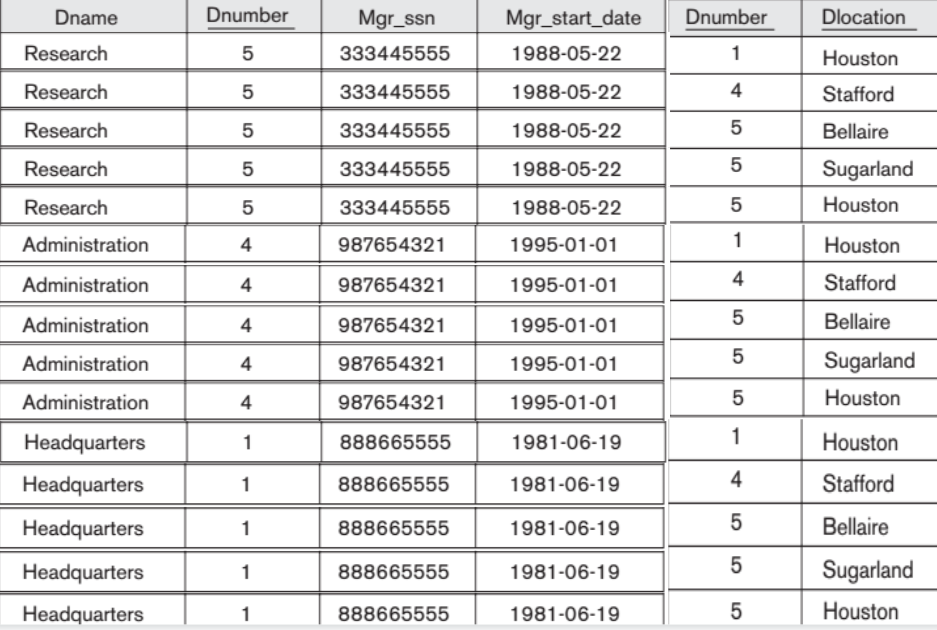 Dname Dnumber Mgr_ssn Mgr_start_date Dnumber Dlocation
Research 5 333445555 1988-05-22 1 Houston
Research 5 333445555 1988-05-22 4 Stafford
Research 5 333445555 1988-05-22 5 Bellaire
Research 5 333445555 1988-05-22 5 Sugarland
Research 5 333445555 1988-05-22 5 Houston
Administration 4 987654321 1995-01-01 1 Houston
Administration 4 987654321 1995-01-01 4 Stafford
Administration 4 987654321 1995-01-01 5 Bellaire
Administration 4 987654321 1995-01-01 5 Sugarland
Administration 4 987654321 1995-01-01 5 Houston
Headquarters 1 888665555 1981-06-19 1 Houston
Headquarters 1 888665555 1981-06-19 4 Stafford
Headquarters 1 888665555 1981-06-19 5 Bellaire
Headquarters 1 888665555 1981-06-19 5 Sugarland
Headquarters 1 888665555 1981-06-19 5 Houston